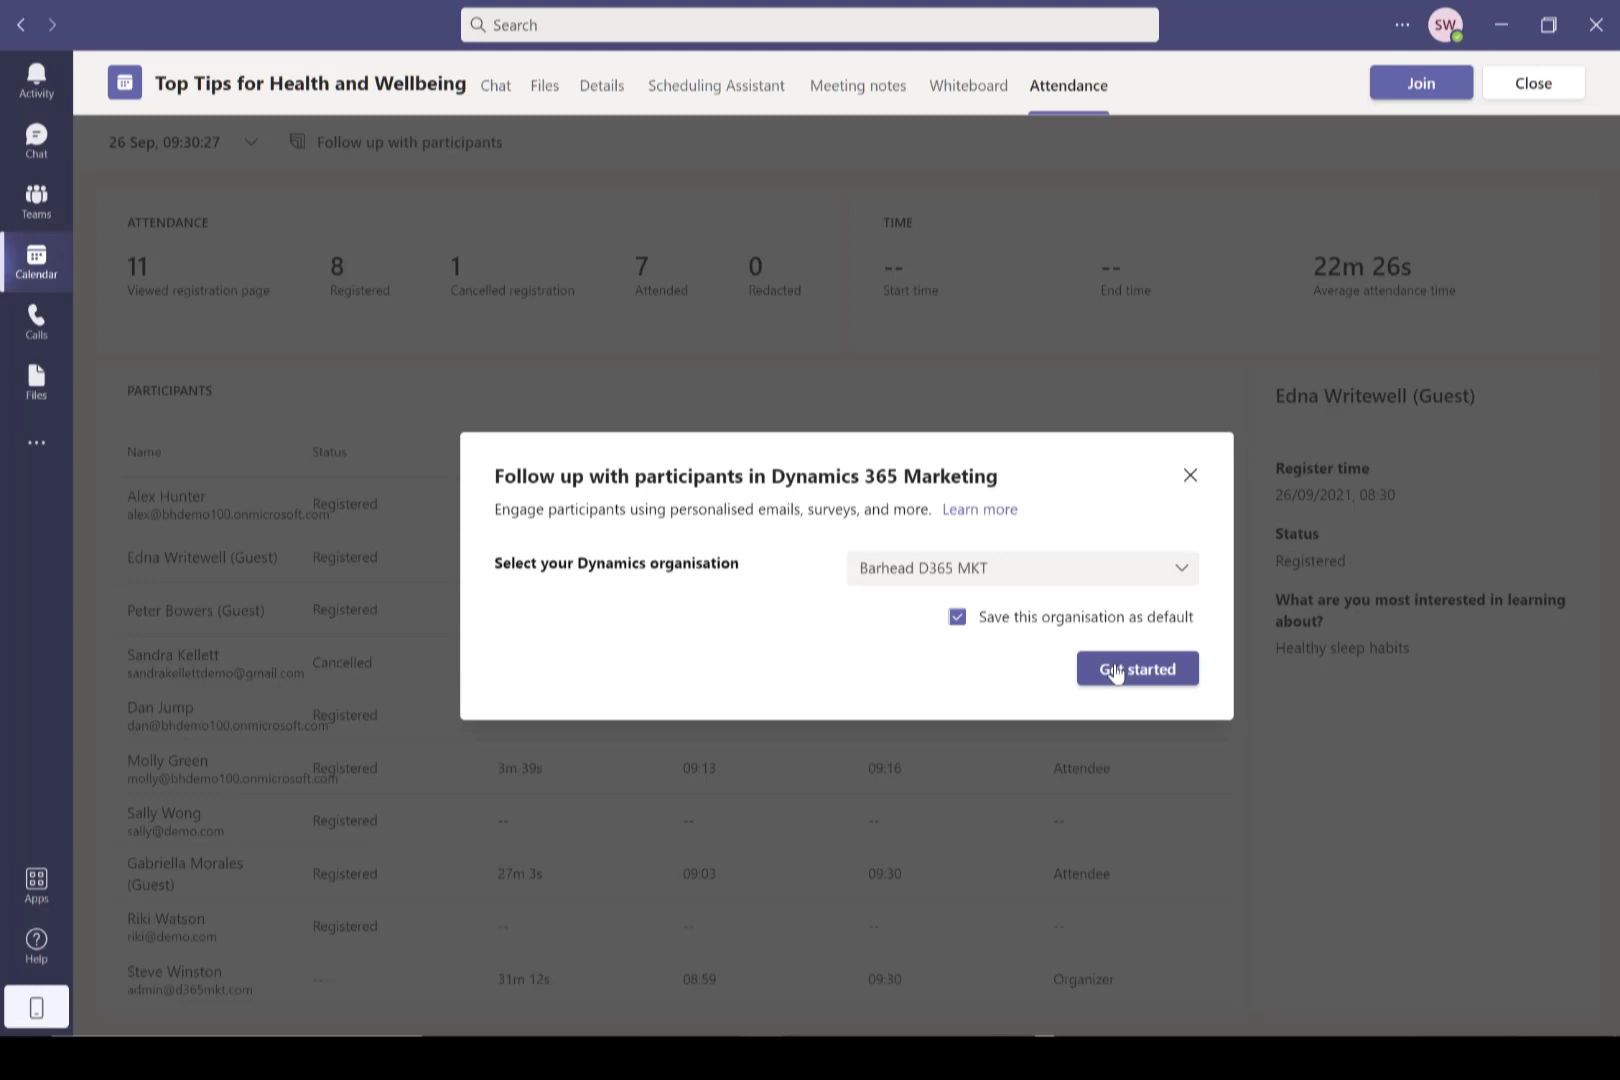 Search
SW
Activity
Chat
Teams
Calendar
Calls
Files
Apps
Help
Top Tips for Health and Wellbeing
Chat
Files
Details
Scheduling Assistant
Meeting notes
Whiteboard
Attendance
Join
Close
26 Sep, 09:30:27
Follow up with participants
ATTENDANCE
11
Viewed registration page
8
Registered
1
Cancelled registration
7
Attended
0
Redacted
TIME
--
Start time
--
End time
22m 26s
Average attendance time
PARTICIPANTS
Name
Status
Alex Hunter
alex@bhdemo100.onmicrosoft.com
Registered
Edna Writewell (Guest)
Registered
Peter Bowers (Guest)
Registered
Sandra Kellett
sandrakellettdemo@gmail.com
Cancelled
Dan Jump
dan@bhdemo100.onmicrosoft.com
Registered
Molly Green
molly@bhdemo100.onmicrosoft.com
Registered
3m 39s
09:13
09:16
Attendee
Sally Wong
sally@demo.com
Registered
--
--
--
--
Gabriella Morales
(Guest)
Registered
27m 3s
09:03
09:30
Attendee
Riki Watson
riki@demo.com
Registered
--
--
--
--
Steve Winston
admin@d365mkt.com
---
31m 12s
08:59
09:30
Organizer
Follow up with participants in Dynamics 365 Marketing
Engage participants using personalised emails, surveys, and more. Learn more
Select your Dynamics organisation
Barhead D365 MKT
Save this organisation as default
Get started
Edna Writewell (Guest)
Register time
26/09/2021, 08:30
Status
Registered
What are you most interested in learning
about?
Healthy sleep habits